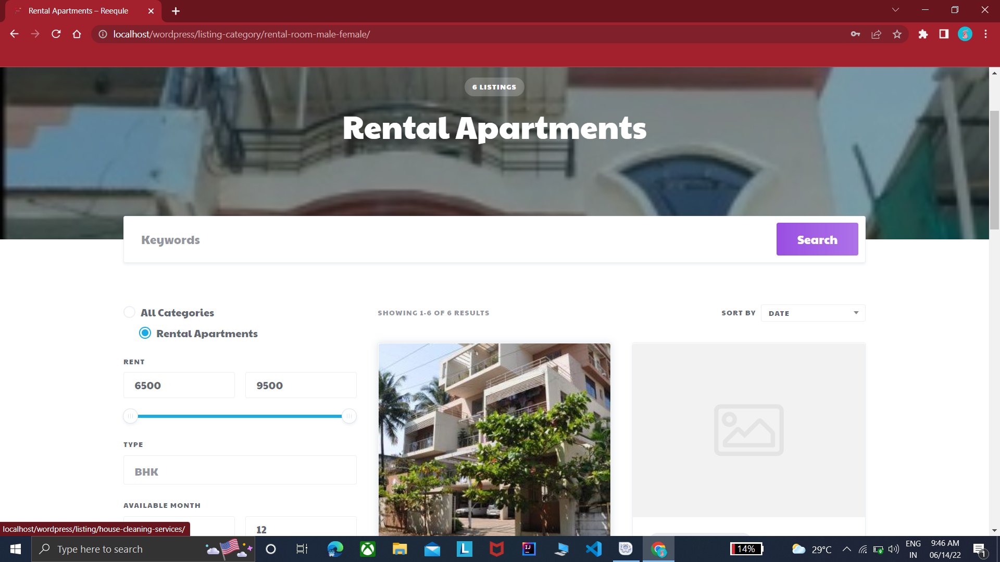 Rental Apartments – Reequle
localhost/wordpress/listing-category/rental-room-male-female/
6 LISTINGS
Rental Apartments
Keywords
Search
All Categories
Rental Apartments
SHOWING 1-6 OF 6 RESULTS
SORT BY
DATE
RENT
6500
9500
TYPE
BHK
AVAILABLE MONTH
12
localhost/wordpress/listing/house-cleaning-services/
Type here to search
L
IJ
14%
29°C
ENG
IN
9:46 AM
06/14/22
1